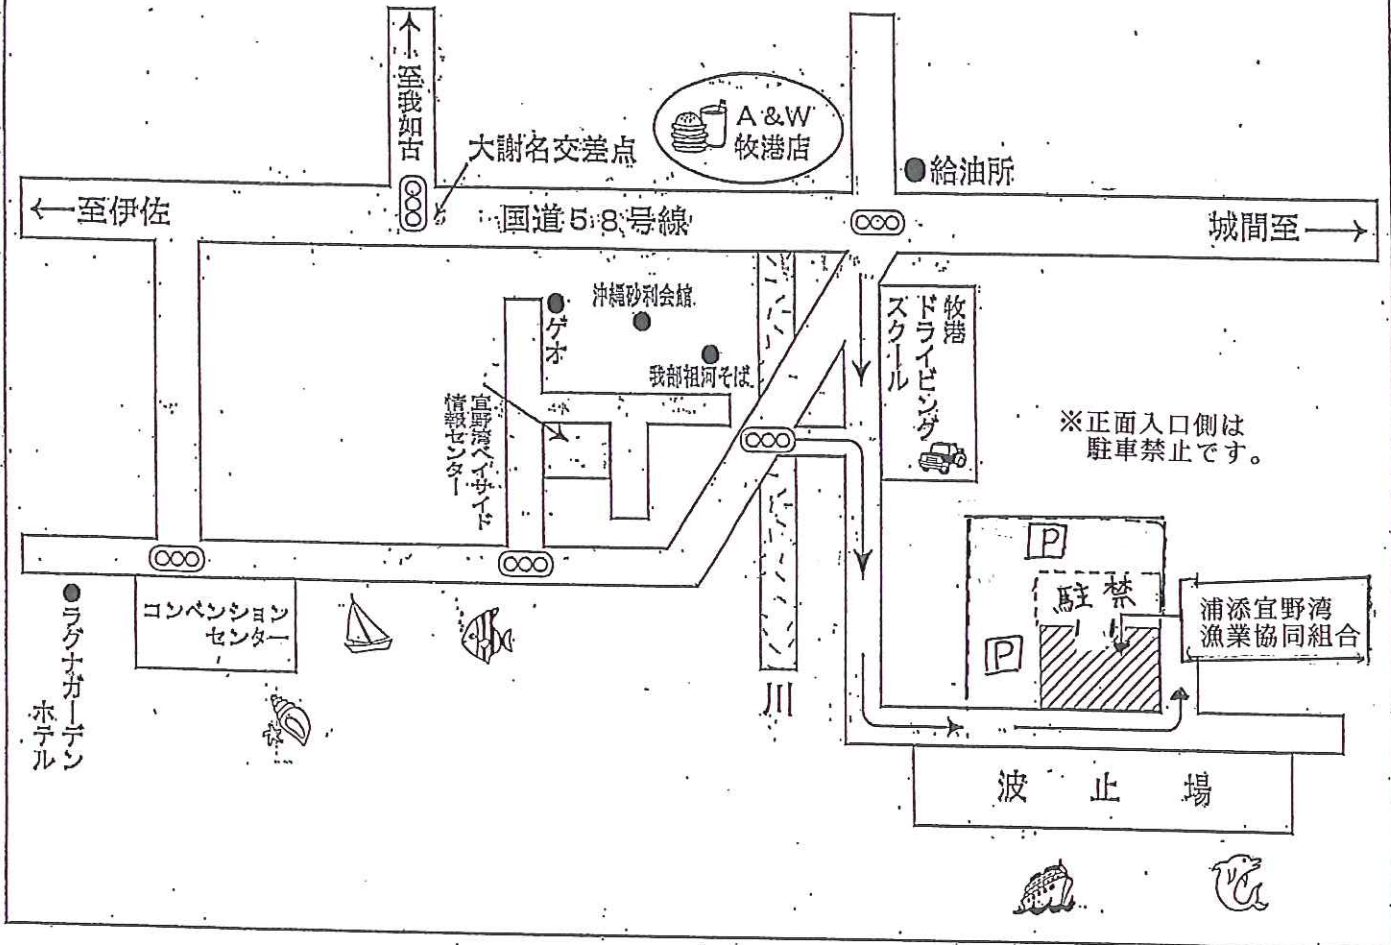 ↑至我如古
A&W
牧港店
大謝名交差点
給油所
←至伊佐
国道58号線
城間至→
沖縄砂利会館
ゲオ
我部祖河そば
牧港
ドライビング
スクール
宜野湾ベイサイド
情報センター
※正面入口側は
駐車禁止です。
P
駐禁
P
浦添宜野湾
漁業協同組合
コンベンション
センター
ラグナガーデン
ホテル
川
波止場